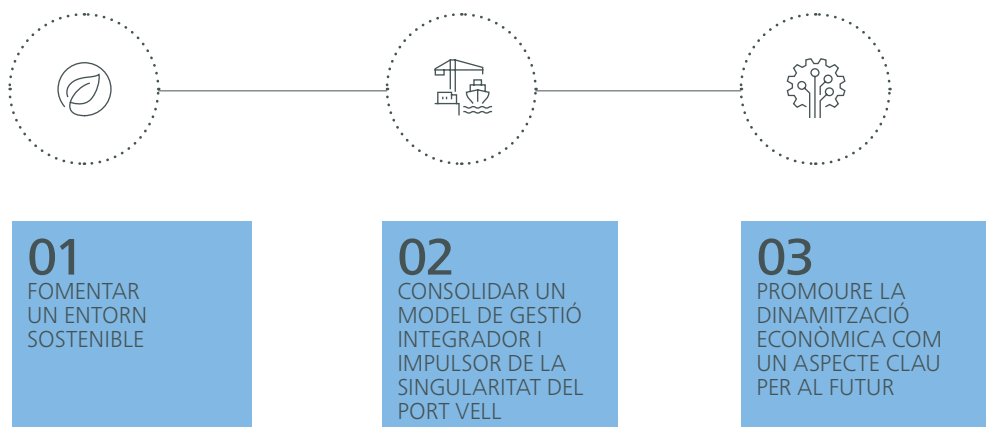 01
FOMENTAR
UN ENTORN
SOSTENIBLE
02
CONSOLIDAR UN
MODEL DE GESTIÓ
INTEGRADOR I
IMPULSOR DE LA
SINGULARITAT DEL
PORT VELL
03
PROMOURE LA
DINAMITZACIÓ
ECONÒMICA COM
UN ASPECTE CLAU
PER AL FUTUR